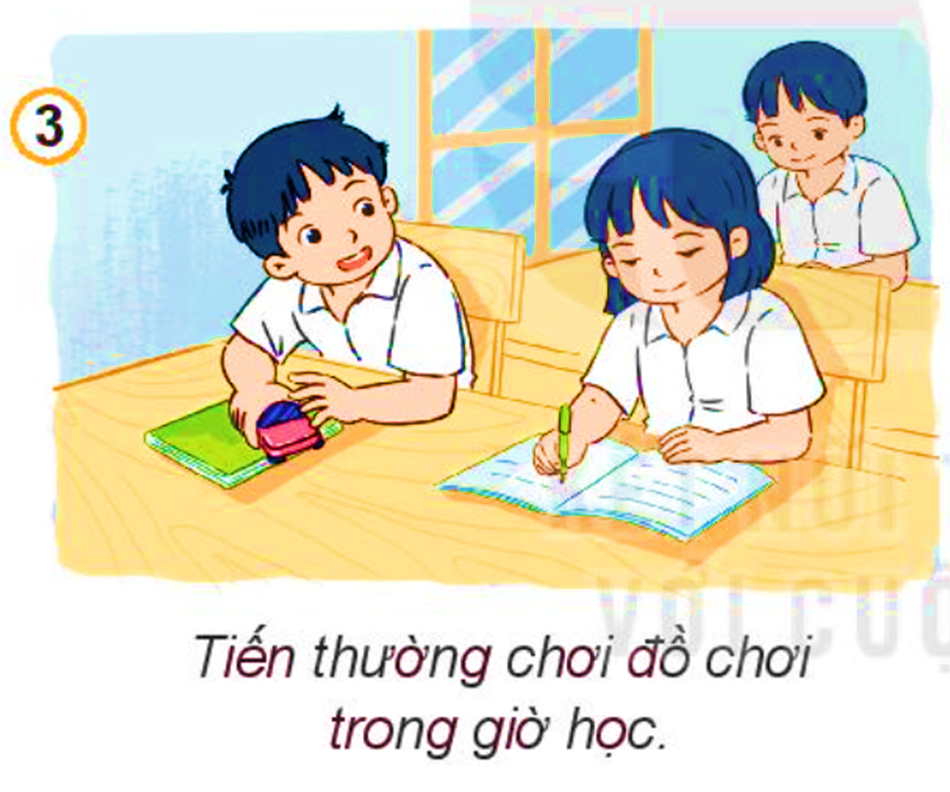 3
Tiến thường chơi đồ chơi
trong giờ học.